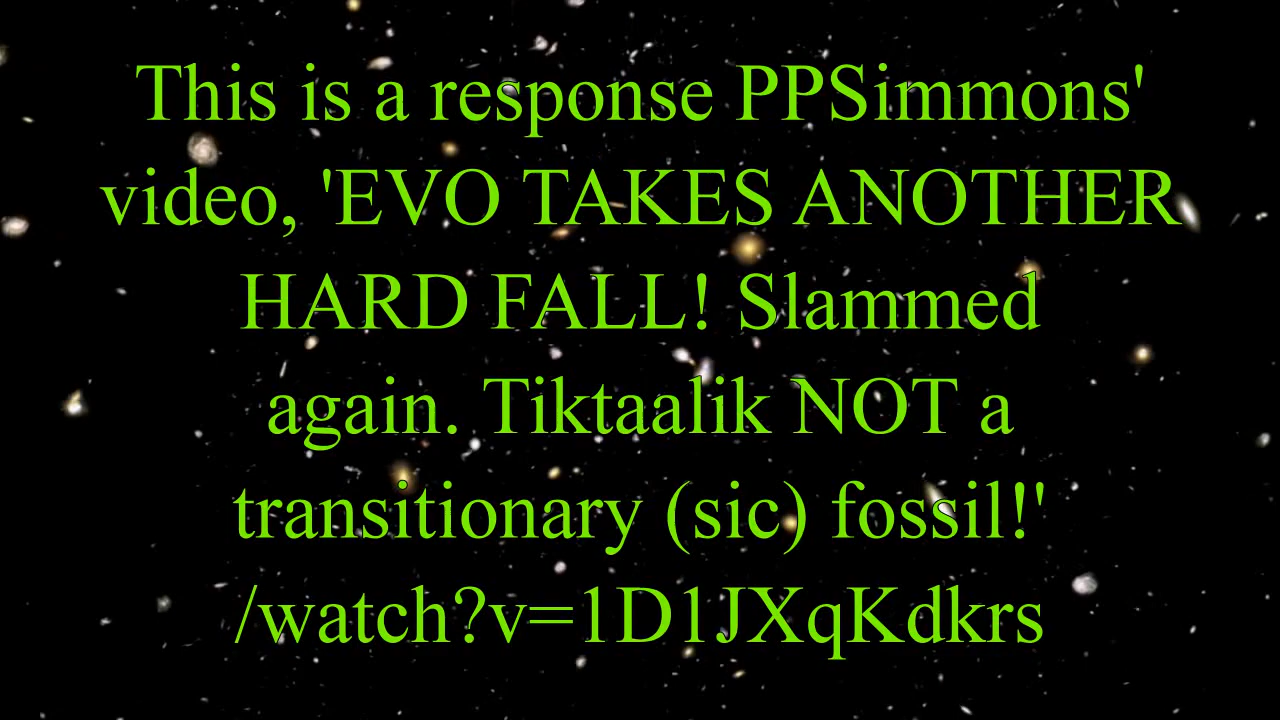 This is a response PPSimmons'
video, 'EVO TAKES ANOTHER
HARD FALL! Slammed
again. Tiktaalik NOT a
transitionary (sic) fossil!'
/watch?v=1D1JXqKdkrs